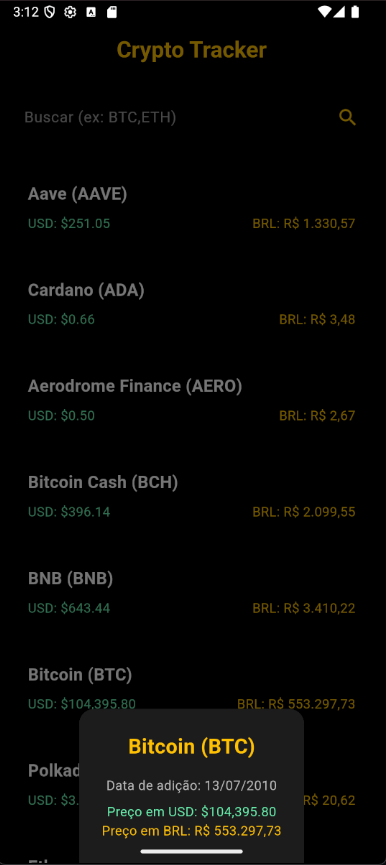 3:12
Crypto Tracker
Buscar (ex: BTC,ETH)
Aave (AAVE)
USD: $251.05 BRL: R$ 1.330,57
Cardano (ADA)
USD: $0.66 BRL: R$ 3,48
Aerodrome Finance (AERO)
USD: $0.50 BRL: R$ 2,67
Bitcoin Cash (BCH)
USD: $396.14 BRL: R$ 2.099,55
BNB (BNB)
USD: $643.44 BRL: R$ 3.410,22
Bitcoin (BTC)
USD: $104,395.80 BRL: R$ 553.297,73
Bitcoin (BTC)
Data de adição: 13/07/2010
Preço em USD: $104,395.80
Preço em BRL: R$ 553.297,73
Polkad
USD: $3. R$ 20,62